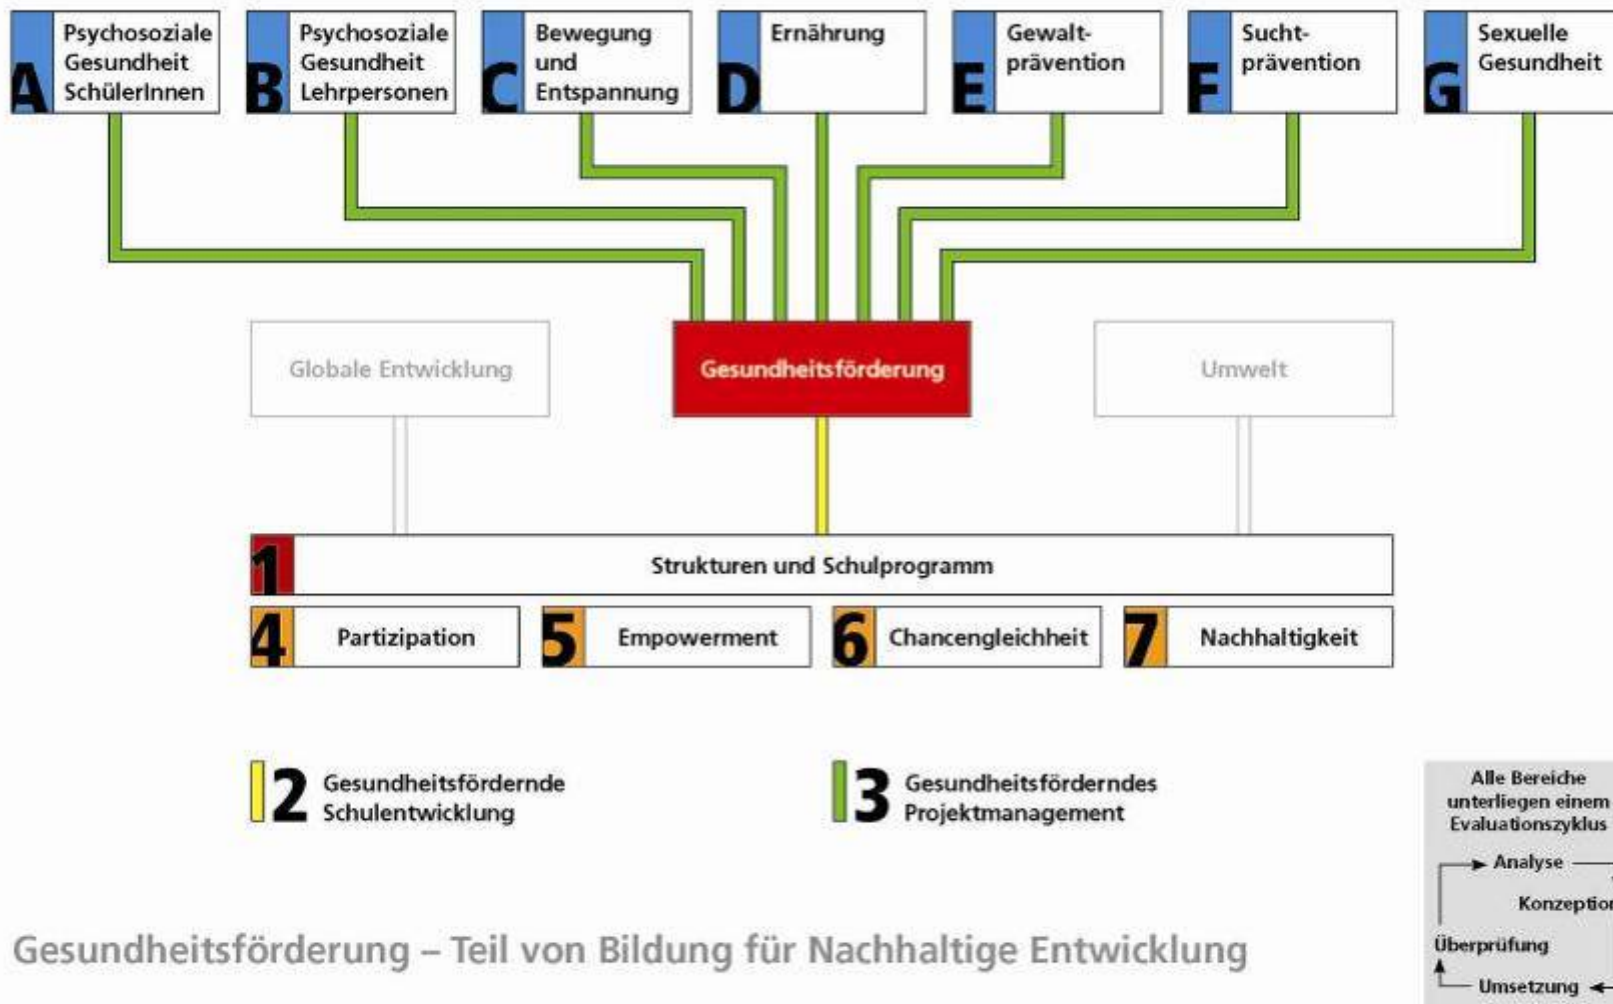 A Psychosoziale
Gesundheit
SchülerInnen
B Psychosoziale
Gesundheit
Lehrpersonen
C Bewegung
und
Entspannung
D Ernährung
E Gewalt-
prävention
F Sucht-
prävention
G Sexuelle
Gesundheit
Globale Entwicklung
Gesundheitsförderung
Umwelt
1 Strukturen und Schulprogramm
4 Partizipation
5 Empowerment
6 Chancengleichheit
7 Nachhaltigkeit
2 Gesundheitsfördernde
Schulentwicklung
3 Gesundheitsförderndes
Projektmanagement
Alle Bereiche
unterliegen einem
Evaluationszyklus
Analyse
Konzeption
Überprüfung
Umsetzung
Gesundheitsförderung – Teil von Bildung für Nachhaltige Entwicklung